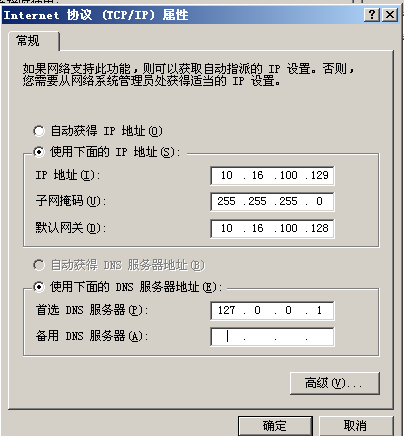 Internet 协议 (TCP/IP) 属性
常规
如果网络支持此功能，则可以获取自动指派的 IP 设置。否则，
您需要从网络系统管理员处获得适当的 IP 设置。
自动获得 IP 地址(O)
使用下面的 IP 地址(S):
IP 地址(I): 10 . 16 .100 .129
子网掩码(U): 255 .255 .255 . 0
默认网关(D): 10 . 16 .100 .128
自动获得 DNS 服务器地址(B)
使用下面的 DNS 服务器地址(E):
首选 DNS 服务器(P): 127 . 0 . 0 . 1
备用 DNS 服务器(A): . . .
高级(V)...
确定 取消